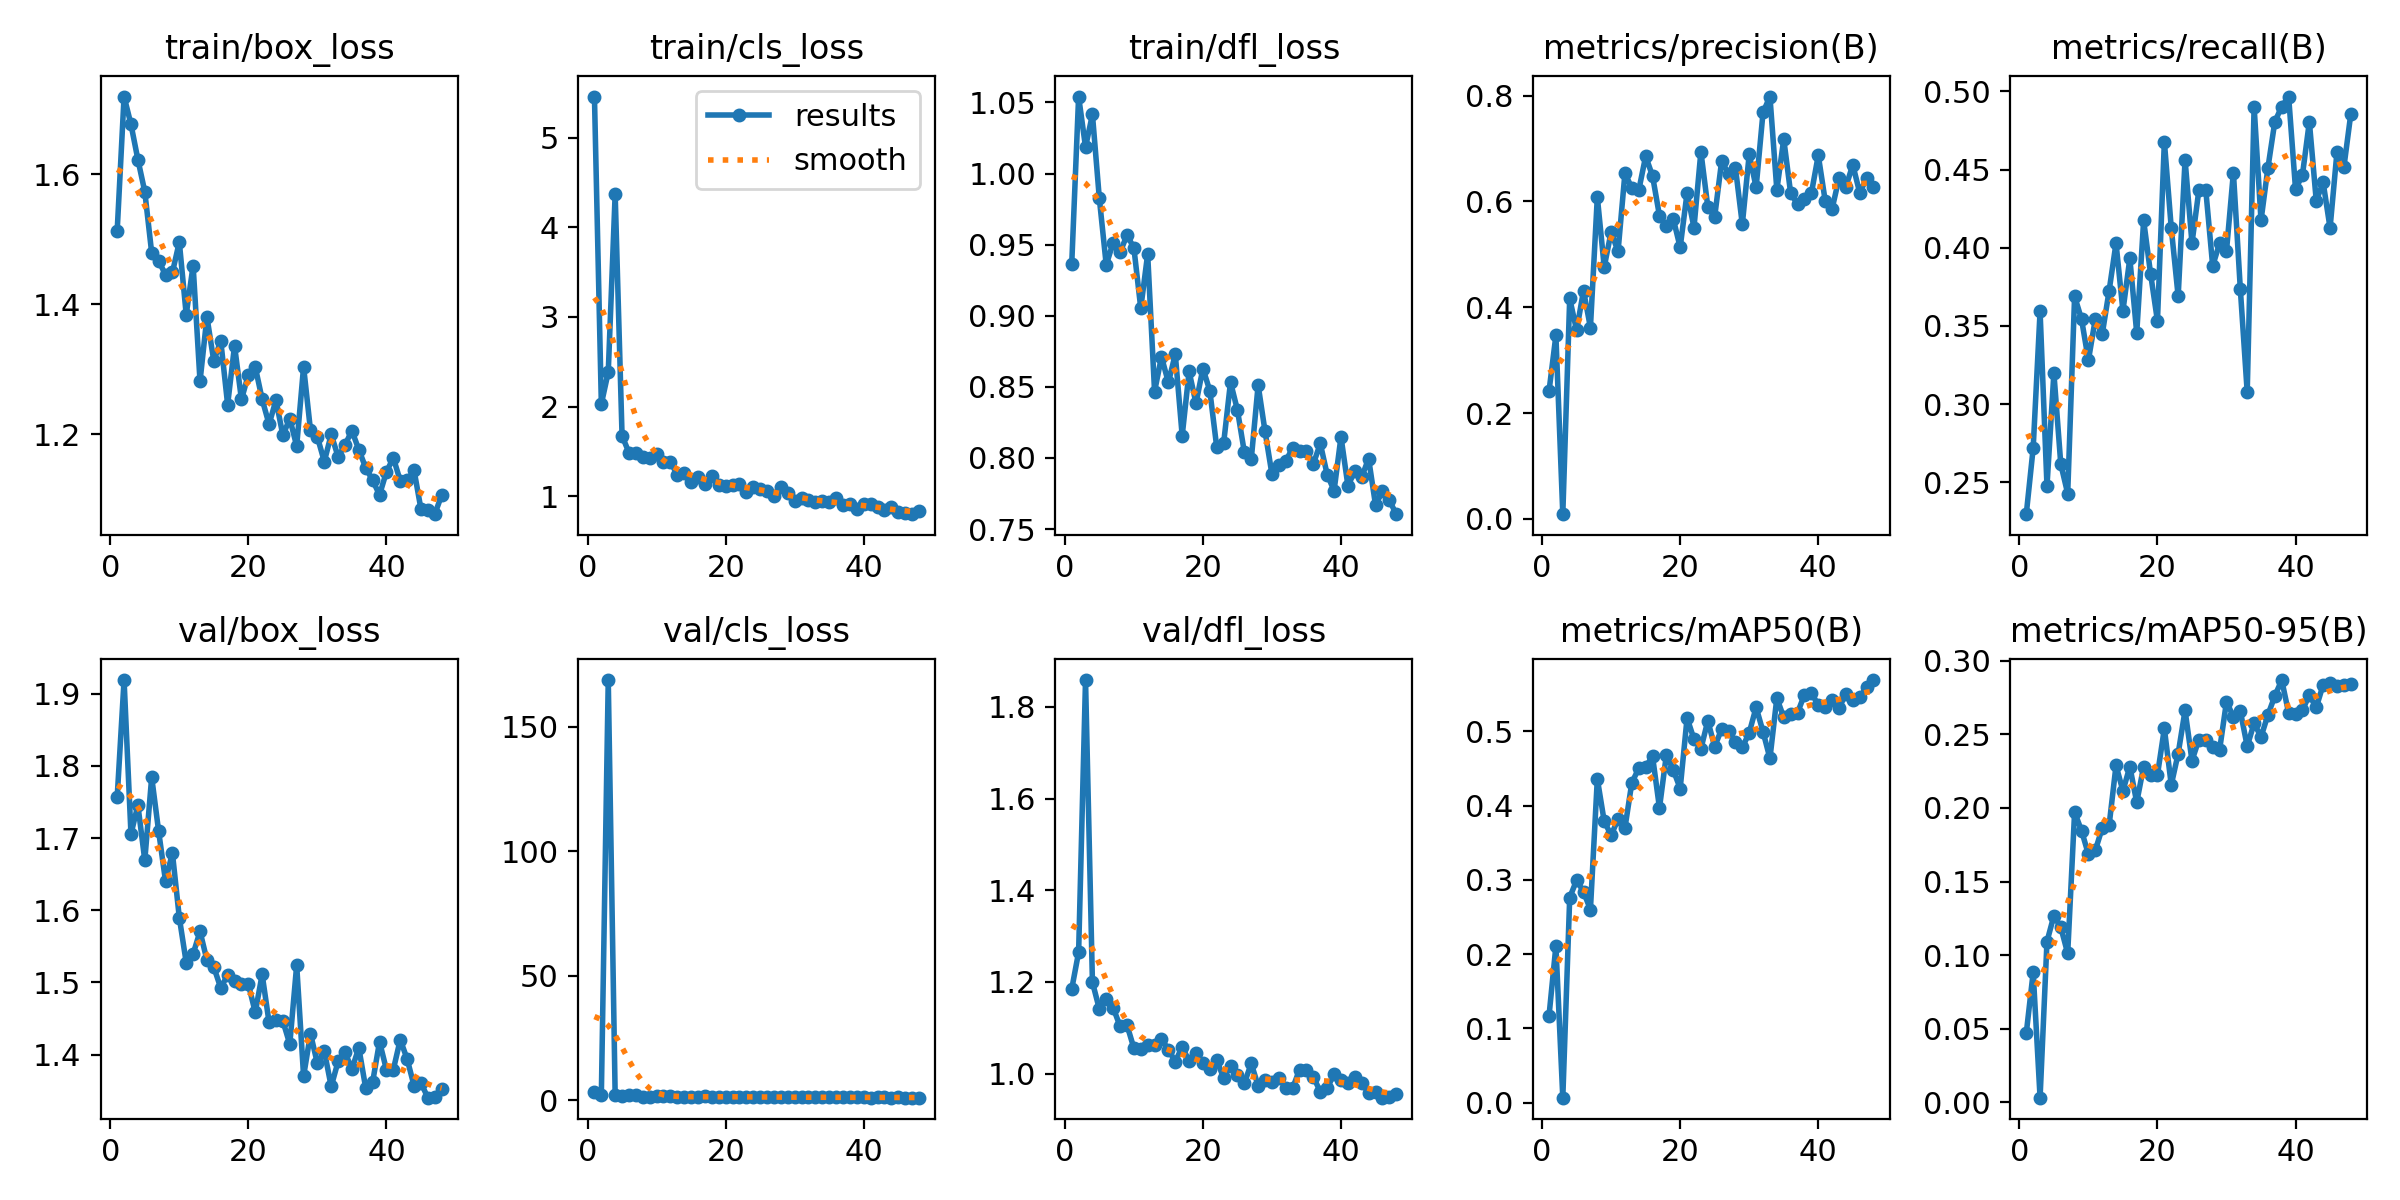 train/box_loss
train/cls_loss
train/dfl_loss
metrics/precision(B)
metrics/recall(B)
1.6
1.4
1.2
0 20 40
results
smooth
5
4
3
2
1
0 20 40
1.05
1.00
0.95
0.90
0.85
0.80
0.75
0 20 40
0.8
0.6
0.4
0.2
0.0
0 20 40
0.50
0.45
0.40
0.35
0.30
0.25
0 20 40
val/box_loss
val/cls_loss
val/dfl_loss
metrics/mAP50(B)
metrics/mAP50-95(B)
1.9
1.8
1.7
1.6
1.5
1.4
0 20 40
150
100
50
0
0 20 40
1.8
1.6
1.4
1.2
1.0
0 20 40
0.5
0.4
0.3
0.2
0.1
0.0
0 20 40
0.30
0.25
0.20
0.15
0.10
0.05
0.00
0 20 40